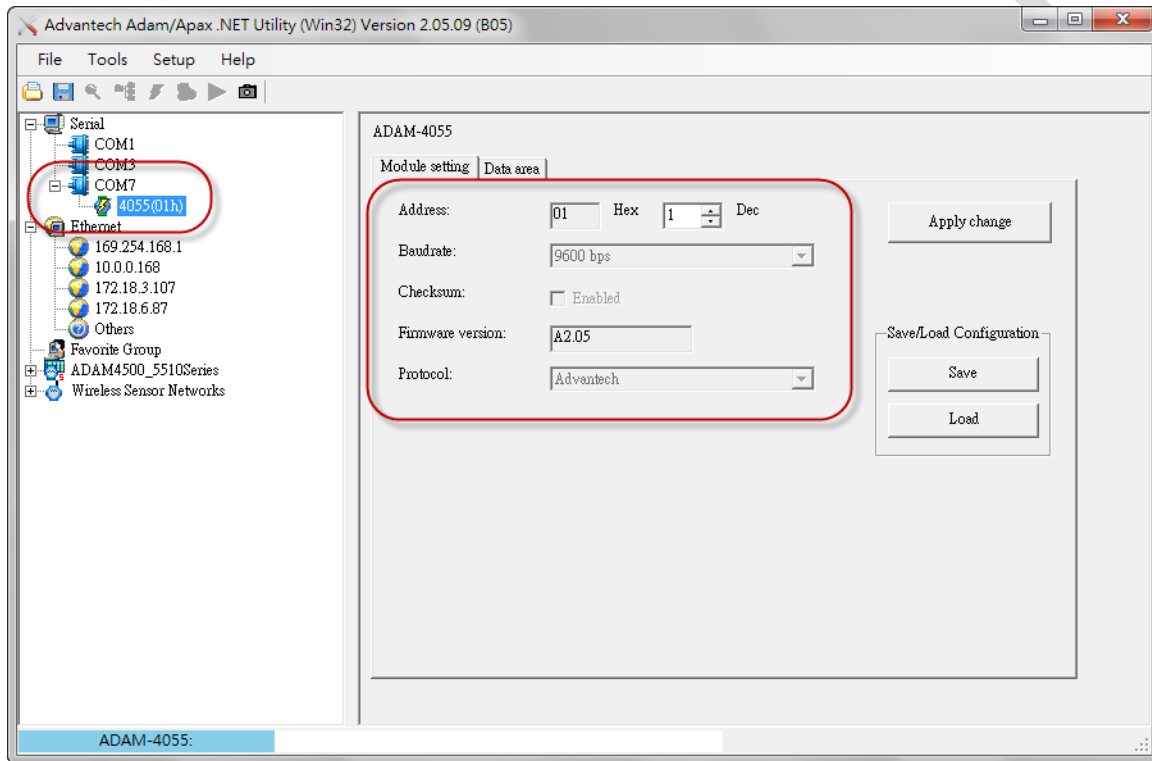 Advantech Adam/Apax .NET Utility (Win32) Version 2.05.09 (B05)
File Tools Setup Help
Serial
COM1
COM3
COM7
4055(01h)
Ethernet
169.254.168.1
10.0.0.168
172.18.3.107
172.18.6.87
Others
Favorite Group
ADAM4500_5510Series
Wireless Sensor Networks
ADAM-4055
Module setting Data area
Address: 01 Hex 1 Dec
Baudrate: 9600 bps
Checksum: Enabled
Firmware version: A2.05
Protocol: Advantech
Apply change
Save/Load Configuration
Save
Load
ADAM-4055: